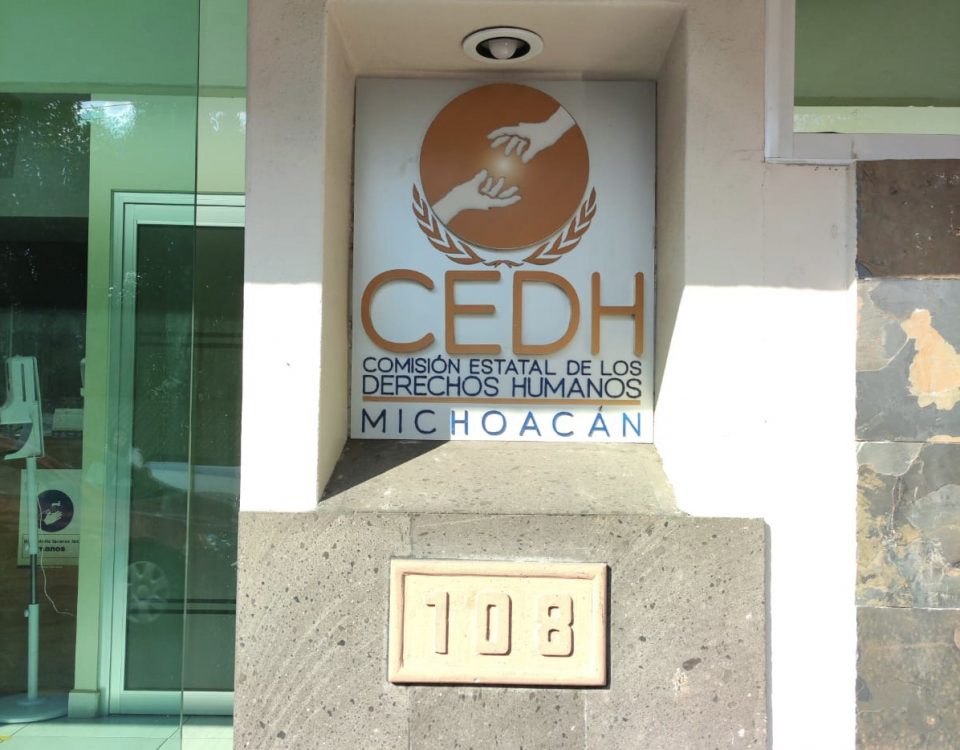 CEDH
COMISIÓN ESTATAL DE LOS
DERECHOS HUMANOS
MICHOACÁN
108